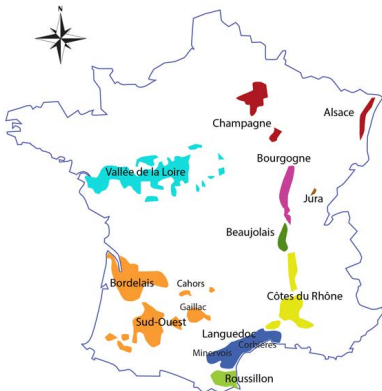 N
Champagne
Alsace
Bourgogne
Vallée de la Loire
Jura
Beaujolais
Bordelais
Cahors
Côtes du Rhône
Gaillac
Sud-Ouest
Languedoc
Corbières
Minervois
Roussillon